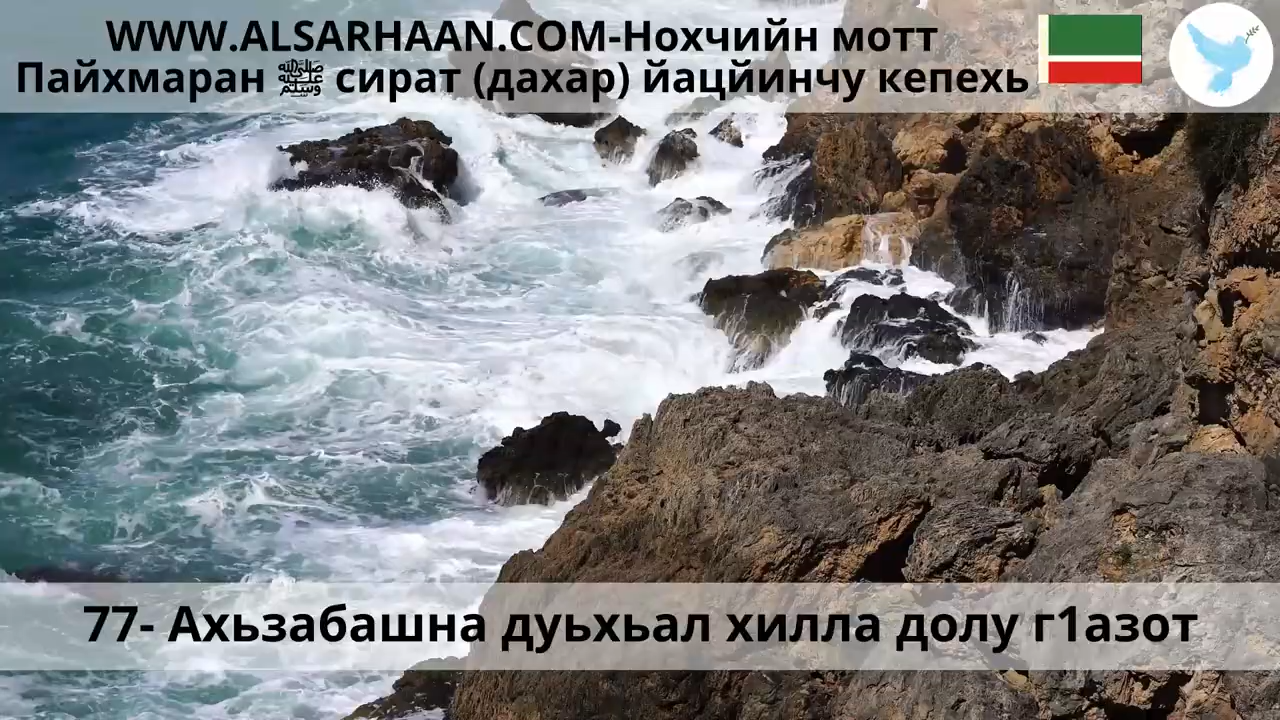 WWW.ALSARHAAN.COM-Нохчийн мотт
Пайхмаран ﷺ сират (дахар) йацйинчу кепехь
77- Ахьзабашна дуьхьал хилла долу г1азот